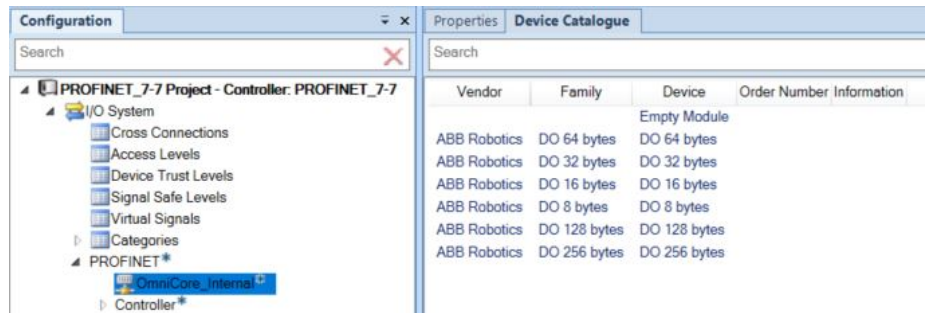 Configuration
Search
PROFINET_7-7 Project - Controller: PROFINET_7-7
I/O System
Cross Connections
Access Levels
Device Trust Levels
Signal Safe Levels
Virtual Signals
Categories
PROFINET*
OmniCore_Internal
Controller*
Properties Device Catalogue
Search
Vendor Family Device Order Number Information
Empty Module
ABB Robotics DO 64 bytes DO 64 bytes
ABB Robotics DO 32 bytes DO 32 bytes
ABB Robotics DO 16 bytes DO 16 bytes
ABB Robotics DO 8 bytes DO 8 bytes
ABB Robotics DO 128 bytes DO 128 bytes
ABB Robotics DO 256 bytes DO 256 bytes